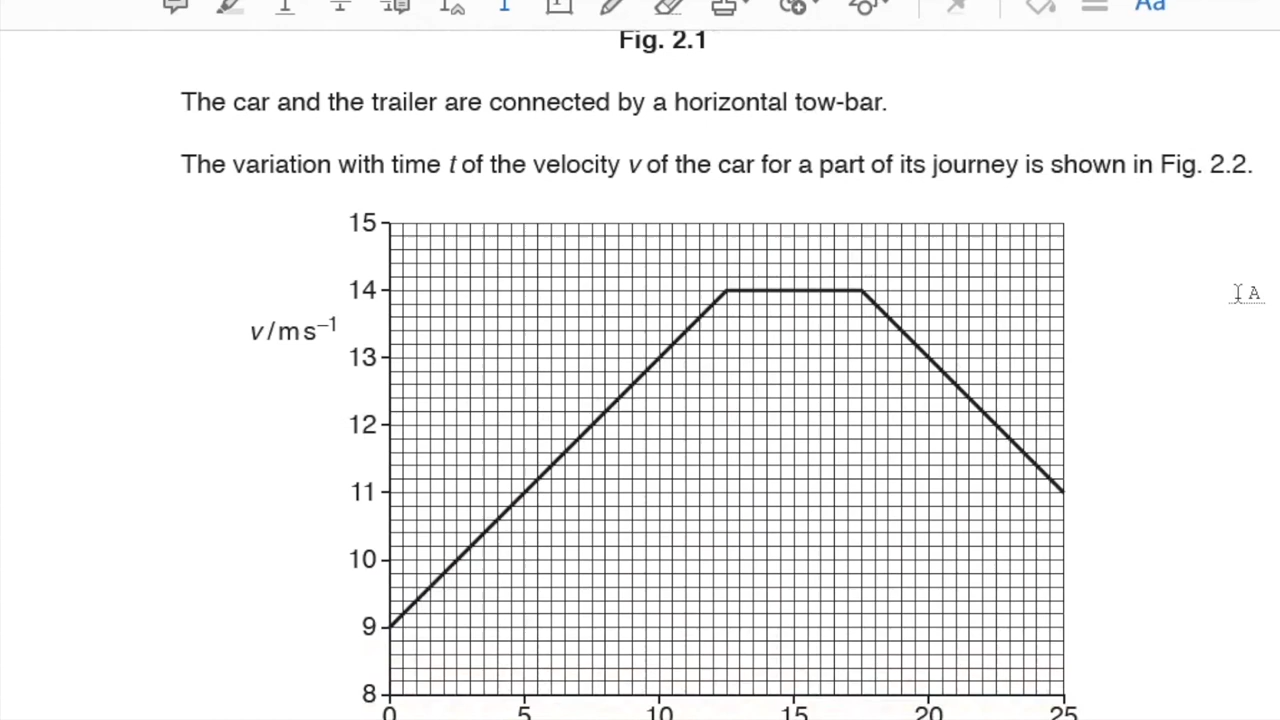 Aa
Fig. 2.1
The car and the trailer are connected by a horizontal tow-bar.
The variation with time t of the velocity v of the car for a part of its journey is shown in Fig. 2.2.
15
14
v / m s⁻¹
13
12
11
10
9
8
0 5 10 15 20 25
A